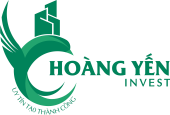 HOÀNG YẾN
INVEST
UY TÍN TẠO THÀNH CÔNG